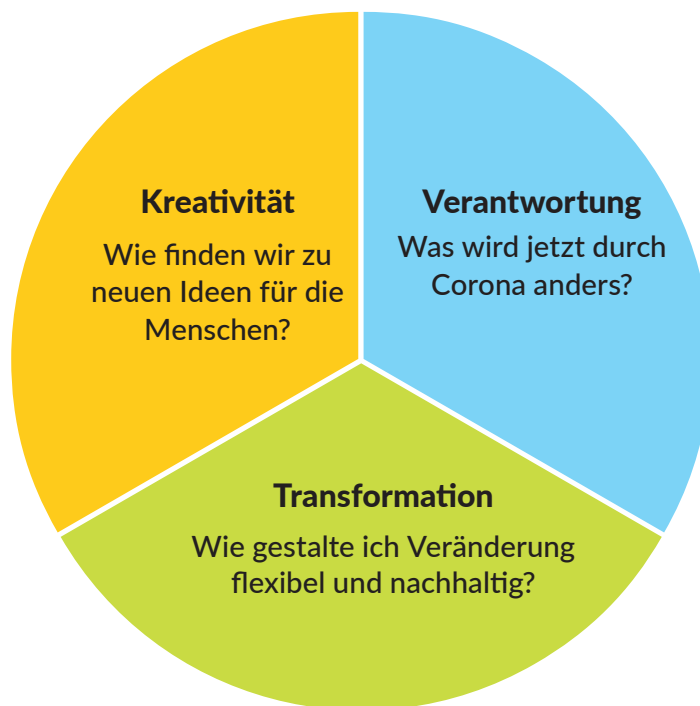 Kreativität
Wie finden wir zu
neuen Ideen für die
Menschen?
Verantwortung
Was wird jetzt durch
Corona anders?
Transformation
Wie gestalte ich Veränderung
flexibel und nachhaltig?